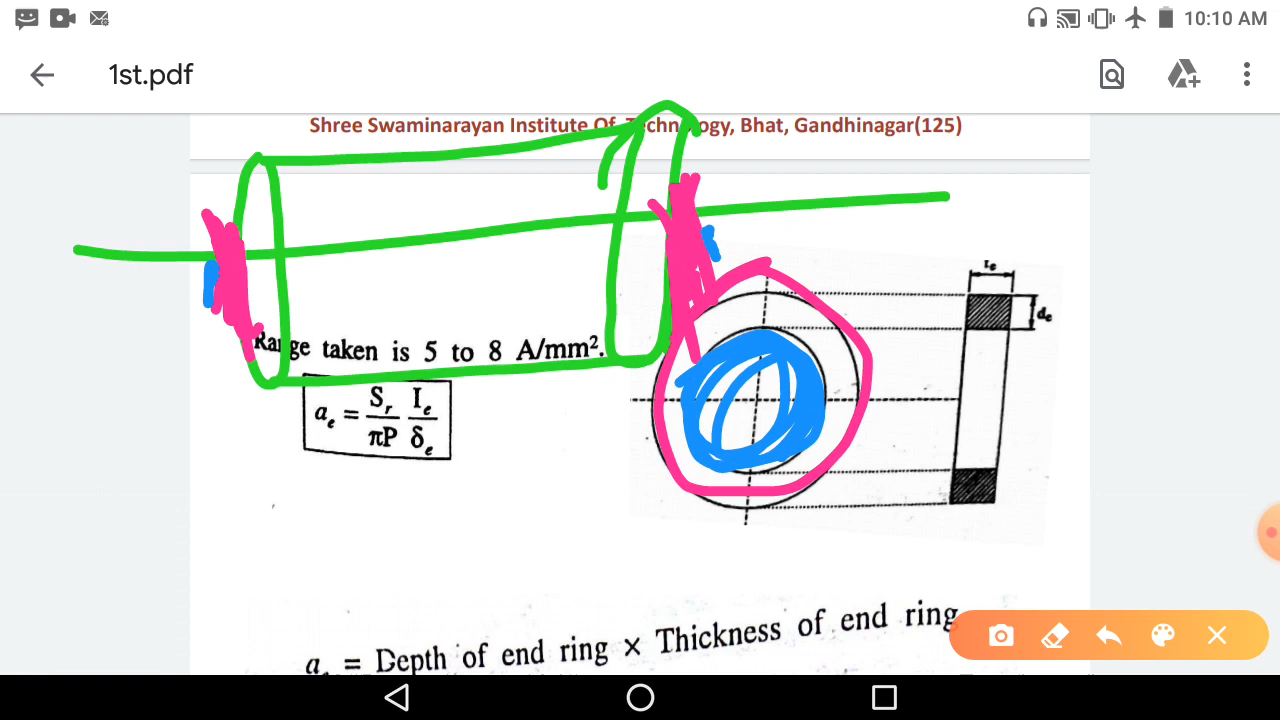 10:10 AM
1st.pdf
Shree Swaminarayan Institute Of Technology, Bhat, Gandhinagar(125)
Range taken is 5 to 8 A/mm².
aₑ = Sᵣ/πP Iₑ/δₑ
tₑ
dₑ
= Depth of end ring × Thickness of end ring